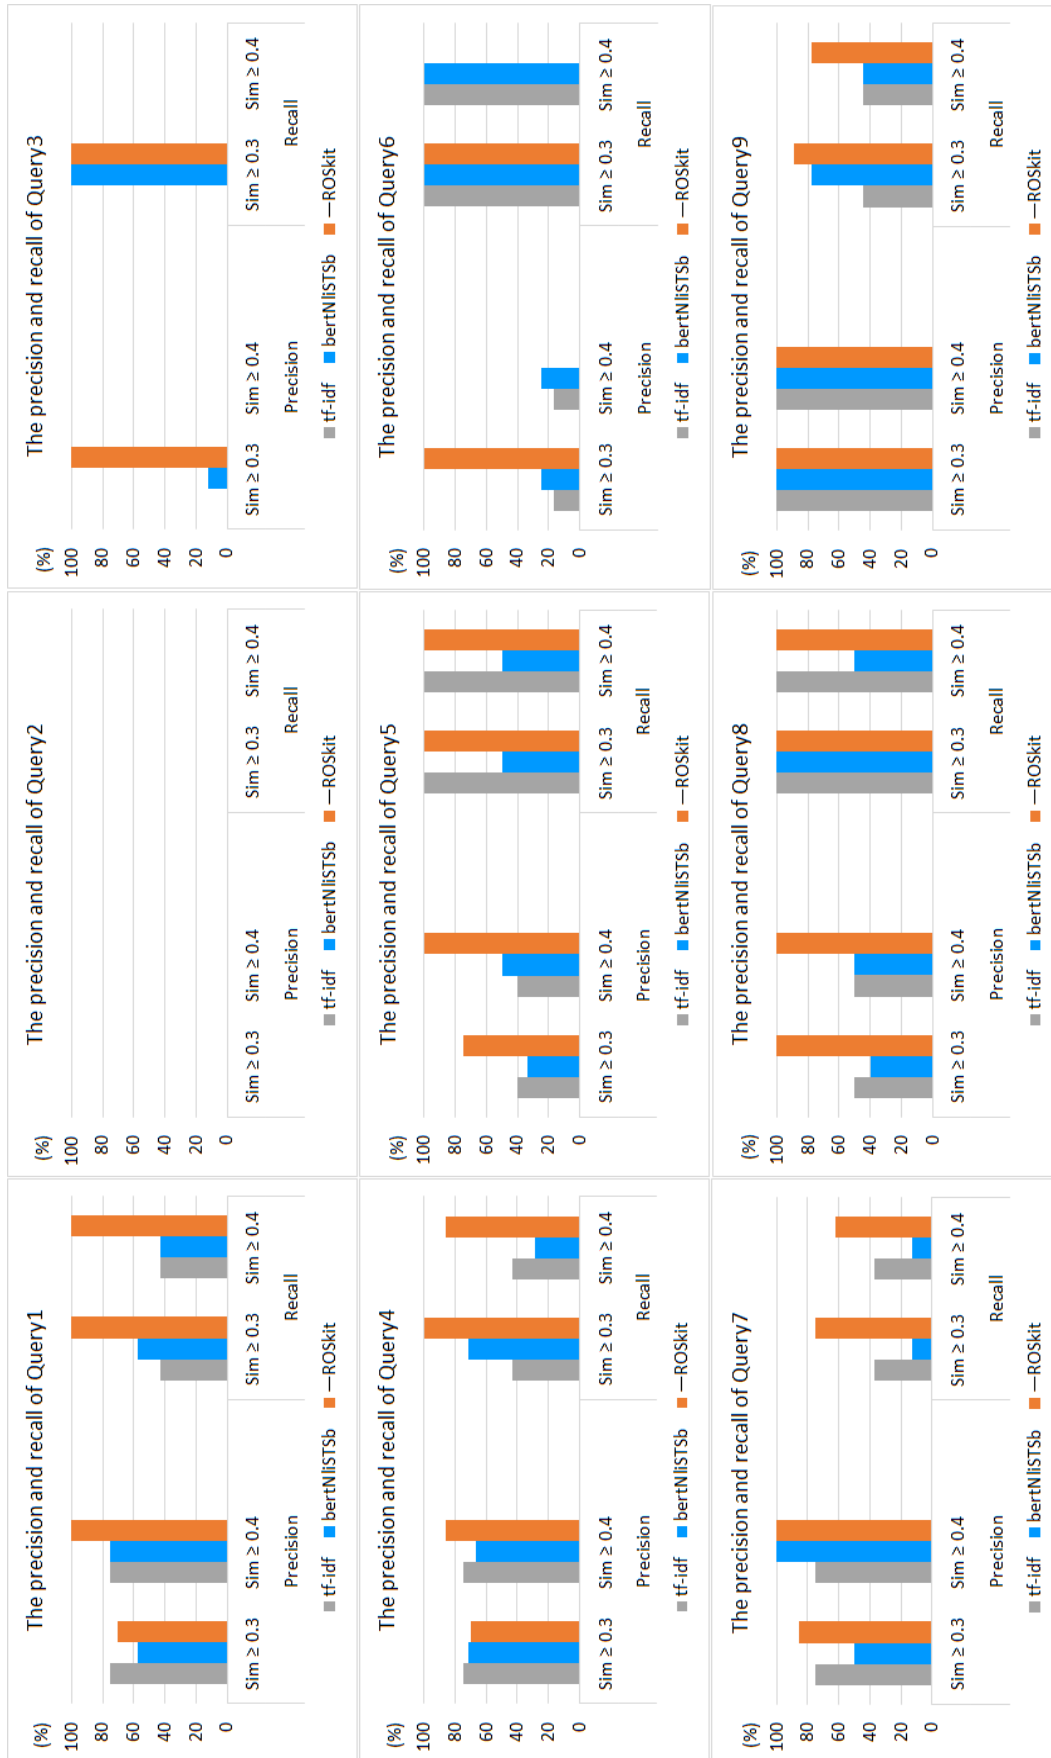 The precision and recall of Query1
(%)
100
80
60
40
20
0
Sim ≥ 0.3 Sim ≥ 0.4 Sim ≥ 0.3 Sim ≥ 0.4
Precision Recall
tf-idf bertNliSTSb —ROSkit
The precision and recall of Query2
(%)
100
80
60
40
20
0
Sim ≥ 0.3 Sim ≥ 0.4 Sim ≥ 0.3 Sim ≥ 0.4
Precision Recall
tf-idf bertNliSTSb —ROSkit
The precision and recall of Query3
(%)
100
80
60
40
20
0
Sim ≥ 0.3 Sim ≥ 0.4 Sim ≥ 0.3 Sim ≥ 0.4
Precision Recall
tf-idf bertNliSTSb —ROSkit
The precision and recall of Query4
(%)
100
80
60
40
20
0
Sim ≥ 0.3 Sim ≥ 0.4 Sim ≥ 0.3 Sim ≥ 0.4
Precision Recall
tf-idf bertNliSTSb —ROSkit
The precision and recall of Query5
(%)
100
80
60
40
20
0
Sim ≥ 0.3 Sim ≥ 0.4 Sim ≥ 0.3 Sim ≥ 0.4
Precision Recall
tf-idf bertNliSTSb —ROSkit
The precision and recall of Query6
(%)
100
80
60
40
20
0
Sim ≥ 0.3 Sim ≥ 0.4 Sim ≥ 0.3 Sim ≥ 0.4
Precision Recall
tf-idf bertNliSTSb —ROSkit
The precision and recall of Query7
(%)
100
80
60
40
20
0
Sim ≥ 0.3 Sim ≥ 0.4 Sim ≥ 0.3 Sim ≥ 0.4
Precision Recall
tf-idf bertNliSTSb —ROSkit
The precision and recall of Query8
(%)
100
80
60
40
20
0
Sim ≥ 0.3 Sim ≥ 0.4 Sim ≥ 0.3 Sim ≥ 0.4
Precision Recall
tf-idf bertNliSTSb —ROSkit
The precision and recall of Query9
(%)
100
80
60
40
20
0
Sim ≥ 0.3 Sim ≥ 0.4 Sim ≥ 0.3 Sim ≥ 0.4
Precision Recall
tf-idf bertNliSTSb —ROSkit